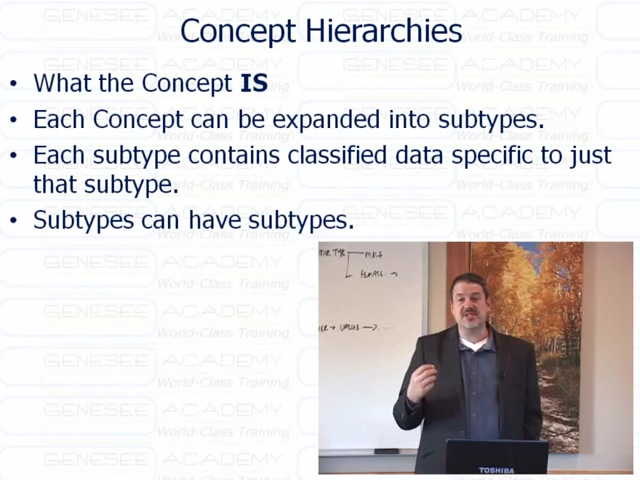 Concept Hierarchies
• What the Concept IS
• Each Concept can be expanded into subtypes.
• Each subtype contains classified data specific to just
that subtype.
• Subtypes can have subtypes.
GENESEE ACADEMY
World-Class Training
TOSHIBA